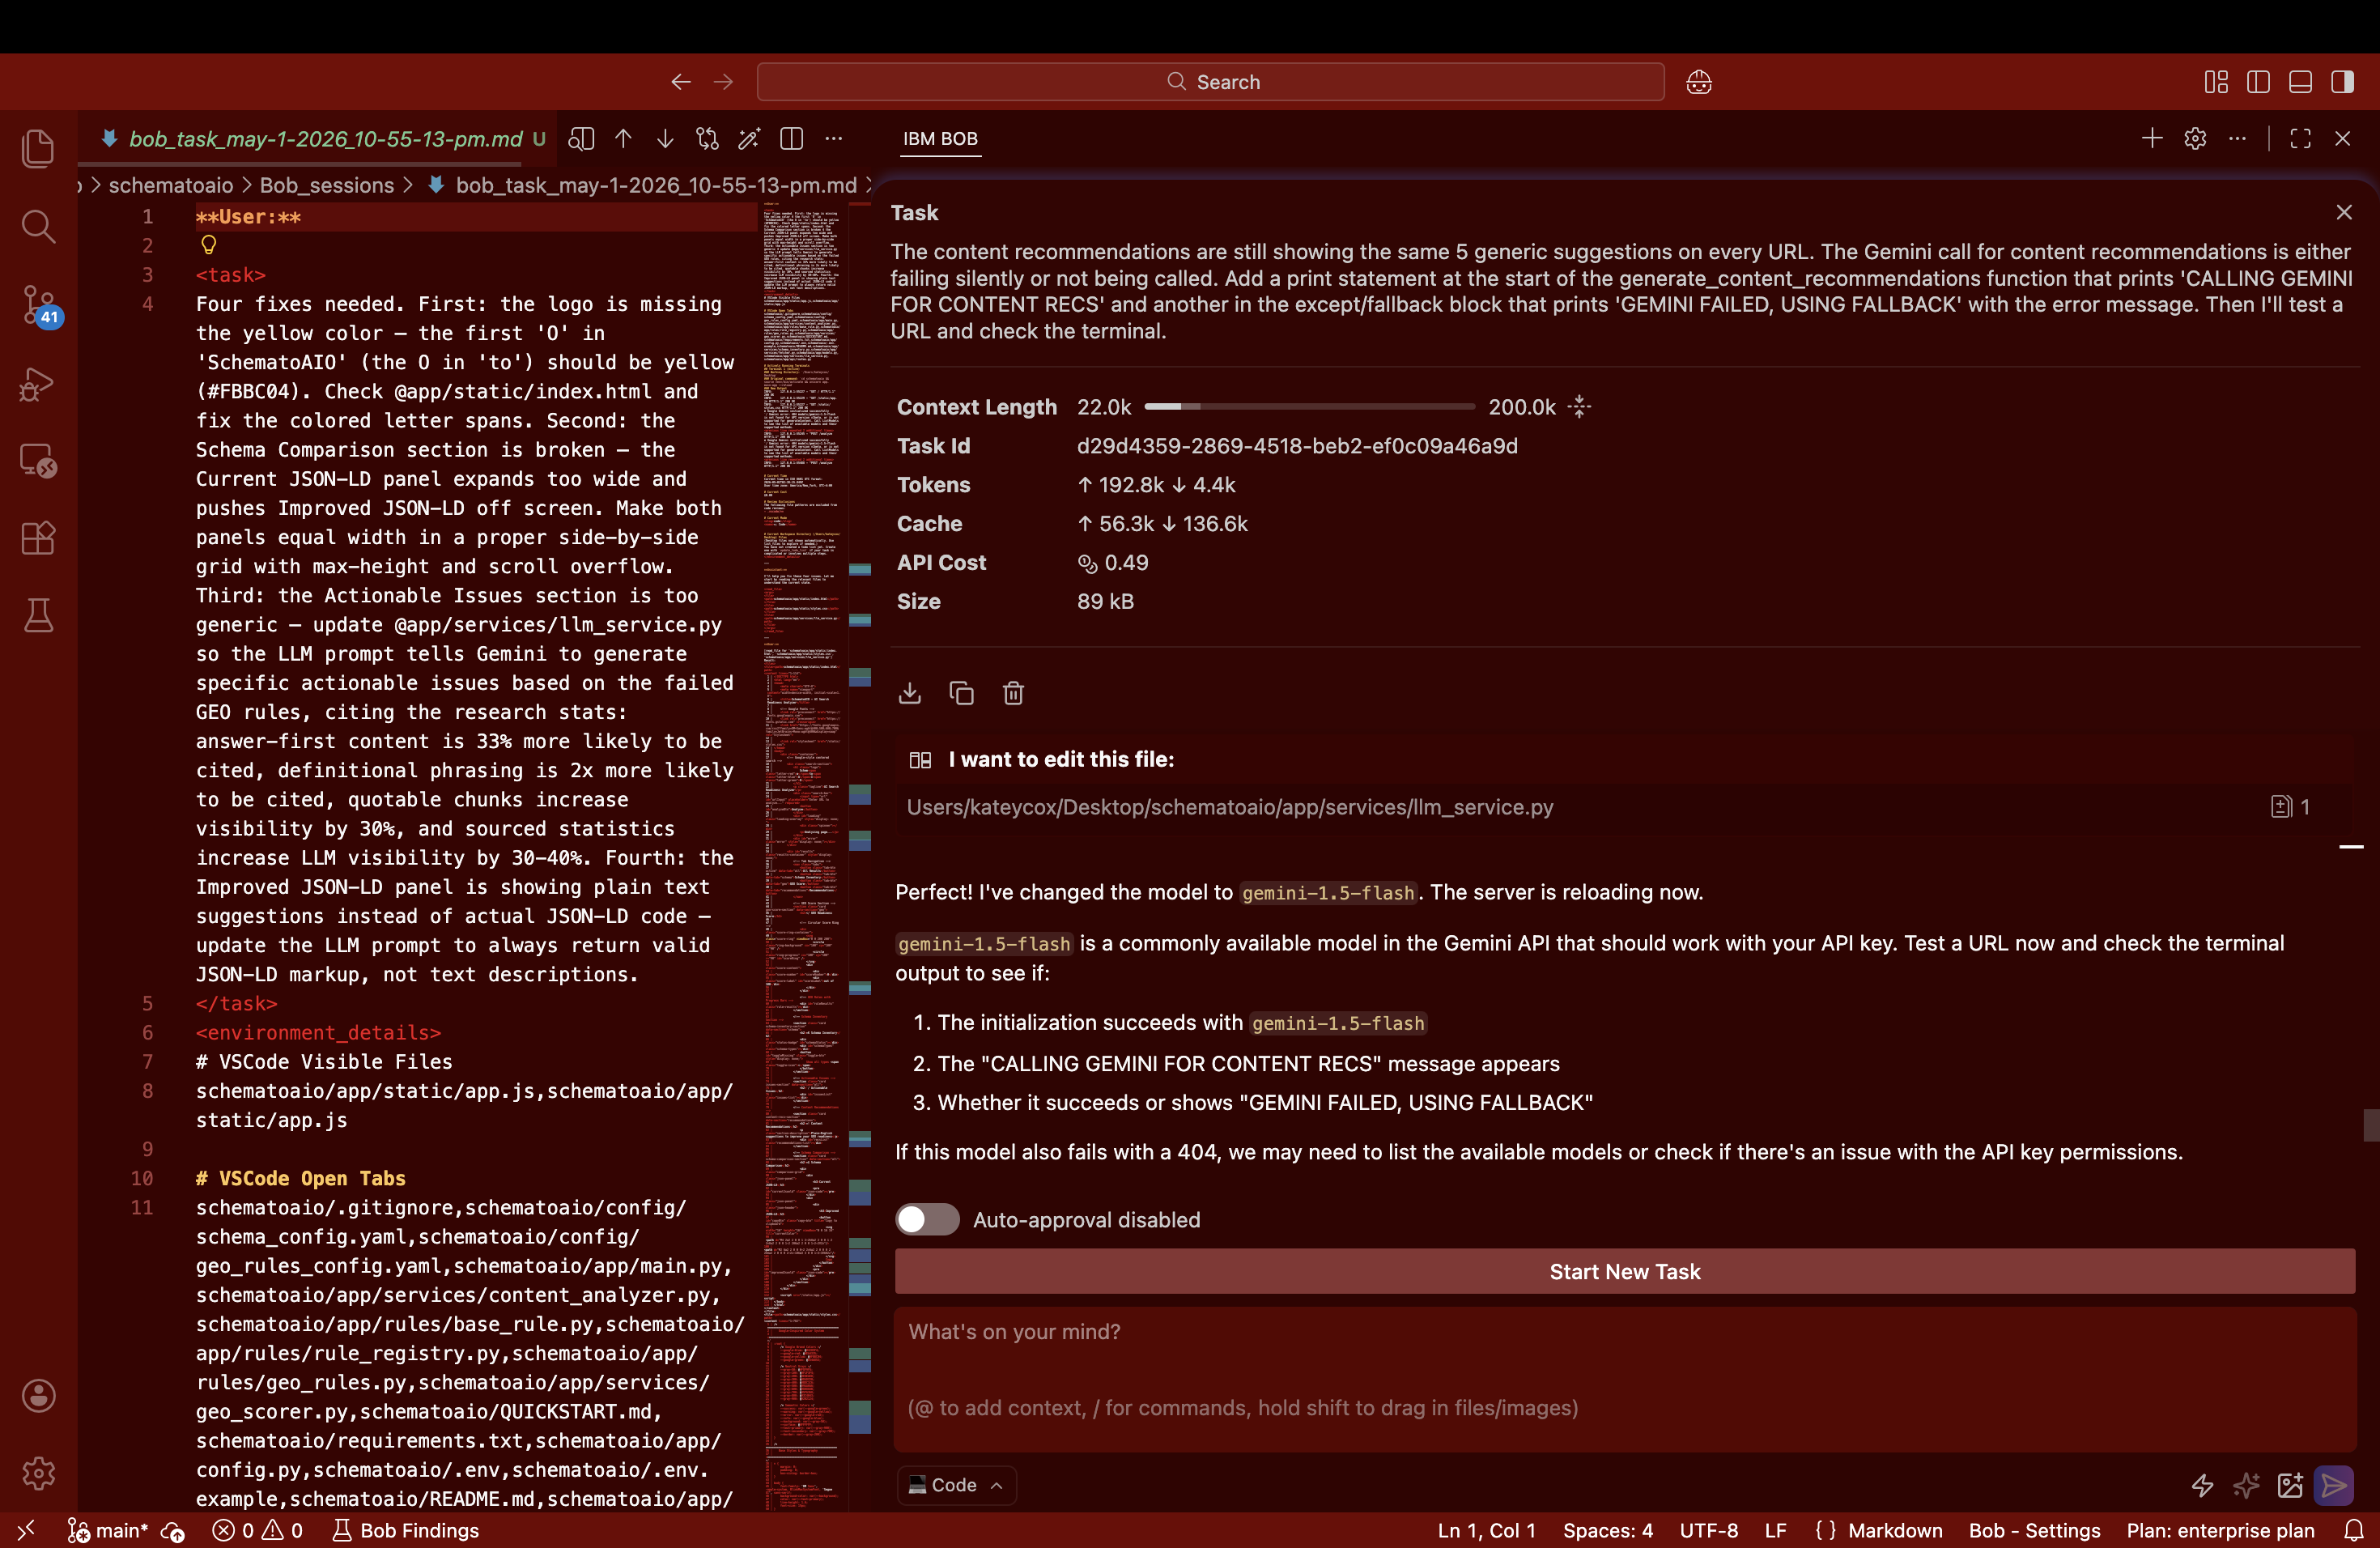 Search
bob_task_may-1-2026_10-55-13-pm.md U
IBM BOB
schematoaio > Bob_sessions > bob_task_may-1-2026_10-55-13-pm.md
1 **User:**
2
3 <task>
4 Four fixes needed. First: the logo is missing
the yellow color — the first 'O' in
'SchematoAIO' (the O in 'to') should be yellow
(#FBBC04). Check @app/static/index.html and
fix the colored letter spans. Second: the
Schema Comparison section is broken — the
Current JSON-LD panel expands too wide and
pushes Improved JSON-LD off screen. Make both
panels equal width in a proper side-by-side
grid with max-height and scroll overflow.
Third: the Actionable Issues section is too
generic — update @app/services/llm_service.py
so the LLM prompt tells Gemini to generate
specific actionable issues based on the failed
GEO rules, citing the research stats:
answer-first content is 33% more likely to be
cited, definitional phrasing is 2x more likely
to be cited, quotable chunks increase
visibility by 30%, and sourced statistics
increase LLM visibility by 30-40%. Fourth: the
Improved JSON-LD panel is showing plain text
suggestions instead of actual JSON-LD code —
update the LLM prompt to always return valid
JSON-LD markup, not text descriptions.
5 </task>
6 <environment_details>
7 # VSCode Visible Files
8 schematoaio/app/static/app.js,schematoaio/app/
static/app.js
9
10 # VSCode Open Tabs
11 schematoaio/.gitignore,schematoaio/config/
schema_config.yaml,schematoaio/config/
geo_rules_config.yaml,schematoaio/app/main.py,
schematoaio/app/services/content_analyzer.py,
schematoaio/app/rules/base_rule.py,schematoaio/
app/rules/rule_registry.py,schematoaio/app/
rules/geo_rules.py,schematoaio/app/services/
geo_scorer.py,schematoaio/QUICKSTART.md,
schematoaio/requirements.txt,schematoaio/app/
config.py,schematoaio/.env,schematoaio/.env.
example,schematoaio/README.md,schematoaio/app/
41
Task
The content recommendations are still showing the same 5 generic suggestions on every URL. The Gemini call for content recommendations is either
failing silently or not being called. Add a print statement at the start of the generate_content_recommendations function that prints 'CALLING GEMINI
FOR CONTENT RECS' and another in the except/fallback block that prints 'GEMINI FAILED, USING FALLBACK' with the error message. Then I'll test a
URL and check the terminal.
Context Length 22.0k 200.0k
Task Id d29d4359-2869-4518-beb2-ef0c09a46a9d
Tokens ↑ 192.8k ↓ 4.4k
Cache ↑ 56.3k ↓ 136.6k
API Cost 0.49
Size 89 kB
I want to edit this file:
Users/kateycox/Desktop/schematoaio/app/services/llm_service.py 1
Perfect! I've changed the model to gemini-1.5-flash. The server is reloading now.
gemini-1.5-flash is a commonly available model in the Gemini API that should work with your API key. Test a URL now and check the terminal
output to see if:
1. The initialization succeeds with gemini-1.5-flash
2. The "CALLING GEMINI FOR CONTENT RECS" message appears
3. Whether it succeeds or shows "GEMINI FAILED, USING FALLBACK"
If this model also fails with a 404, we may need to list the available models or check if there's an issue with the API key permissions.
Auto-approval disabled
Start New Task
What's on your mind?
(@ to add context, / for commands, hold shift to drag in files/images)
Code
main* 0 0 Bob Findings Ln 1, Col 1 Spaces: 4 UTF-8 LF { } Markdown Bob - Settings Plan: enterprise plan